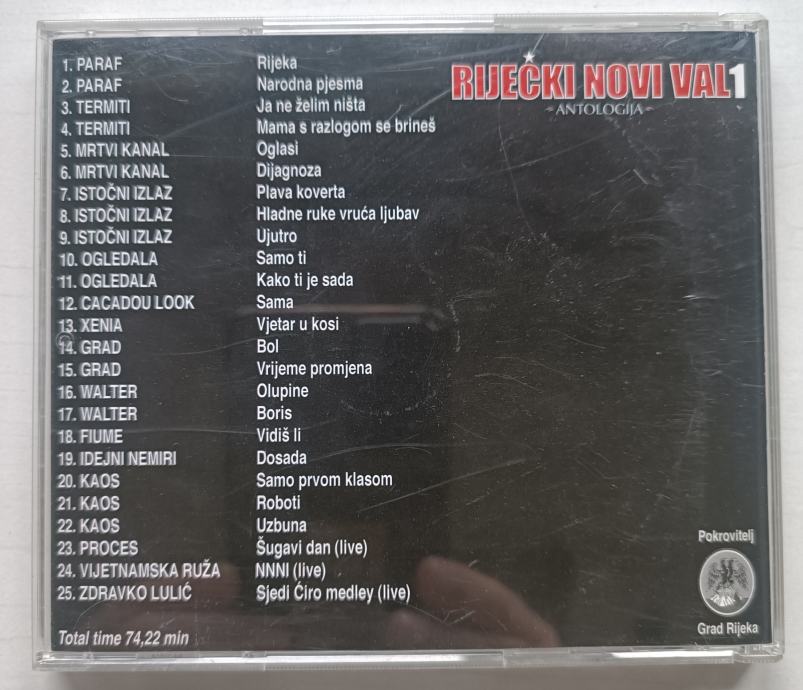 RIJEČKI NOVI VAL 1
-ANTOLOGIJA-
1. PARAF Rijeka
2. PARAF Narodna pjesma
3. TERMITI Ja ne želim ništa
4. TERMITI Mama s razlogom se brineš
5. MRTVI KANAL Oglasi
6. MRTVI KANAL Dijagnoza
7. ISTOČNI IZLAZ Plava koverta
8. ISTOČNI IZLAZ Hladne ruke vruća ljubav
9. ISTOČNI IZLAZ Ujutro
10. OGLEDALA Samo ti
11. OGLEDALA Kako ti je sada
12. CACADOU LOOK Sama
13. XENIA Vjetar u kosi
14. GRAD Bol
15. GRAD Vrijeme promjena
16. WALTER Olupine
17. WALTER Boris
18. FIUME Vidiš li
19. IDEJNI NEMIRI Dosada
20. KAOS Samo prvom klasom
21. KAOS Roboti
22. KAOS Uzbuna
23. PROCES Šugavi dan (live)
24. VIJETNAMSKA RUŽA NNNI (live)
25. ZDRAVKO LULIĆ Sjedi Ćiro medley (live)
Total time 74,22 min
Pokrovitelj
Grad Rijeka